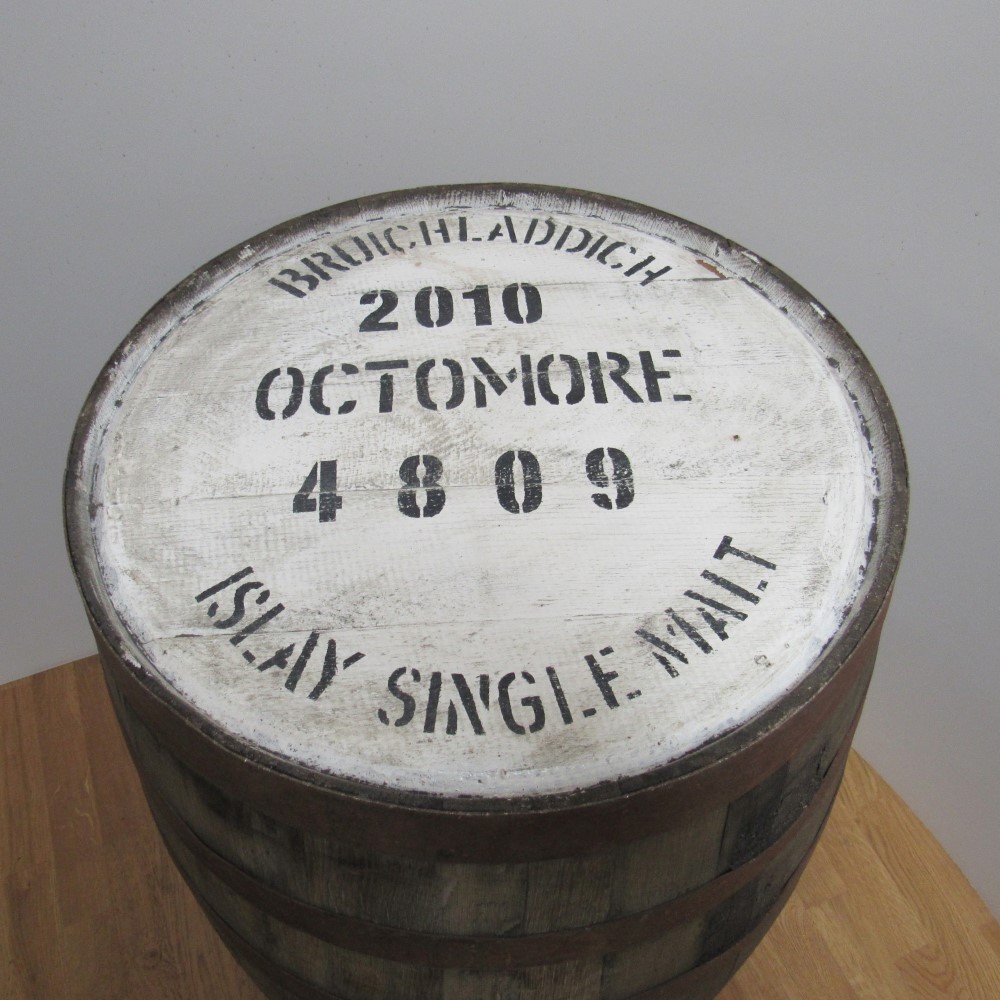 BRUICHLADDICH
2010
OCTOMORE
4809
ISLAY SINGLE MALT